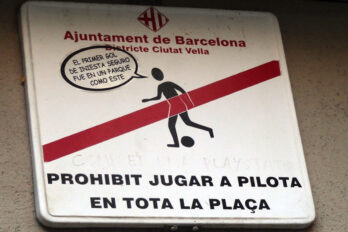 Ajuntament de Barcelona
Districte Ciutat Vella
EL PRIMER GOL
DE INIESTA SEGURO
FUE EN UN PARQUE
COMO ESTE
PROHIBIT JUGAR A PILOTA
EN TOTA LA PLAÇA